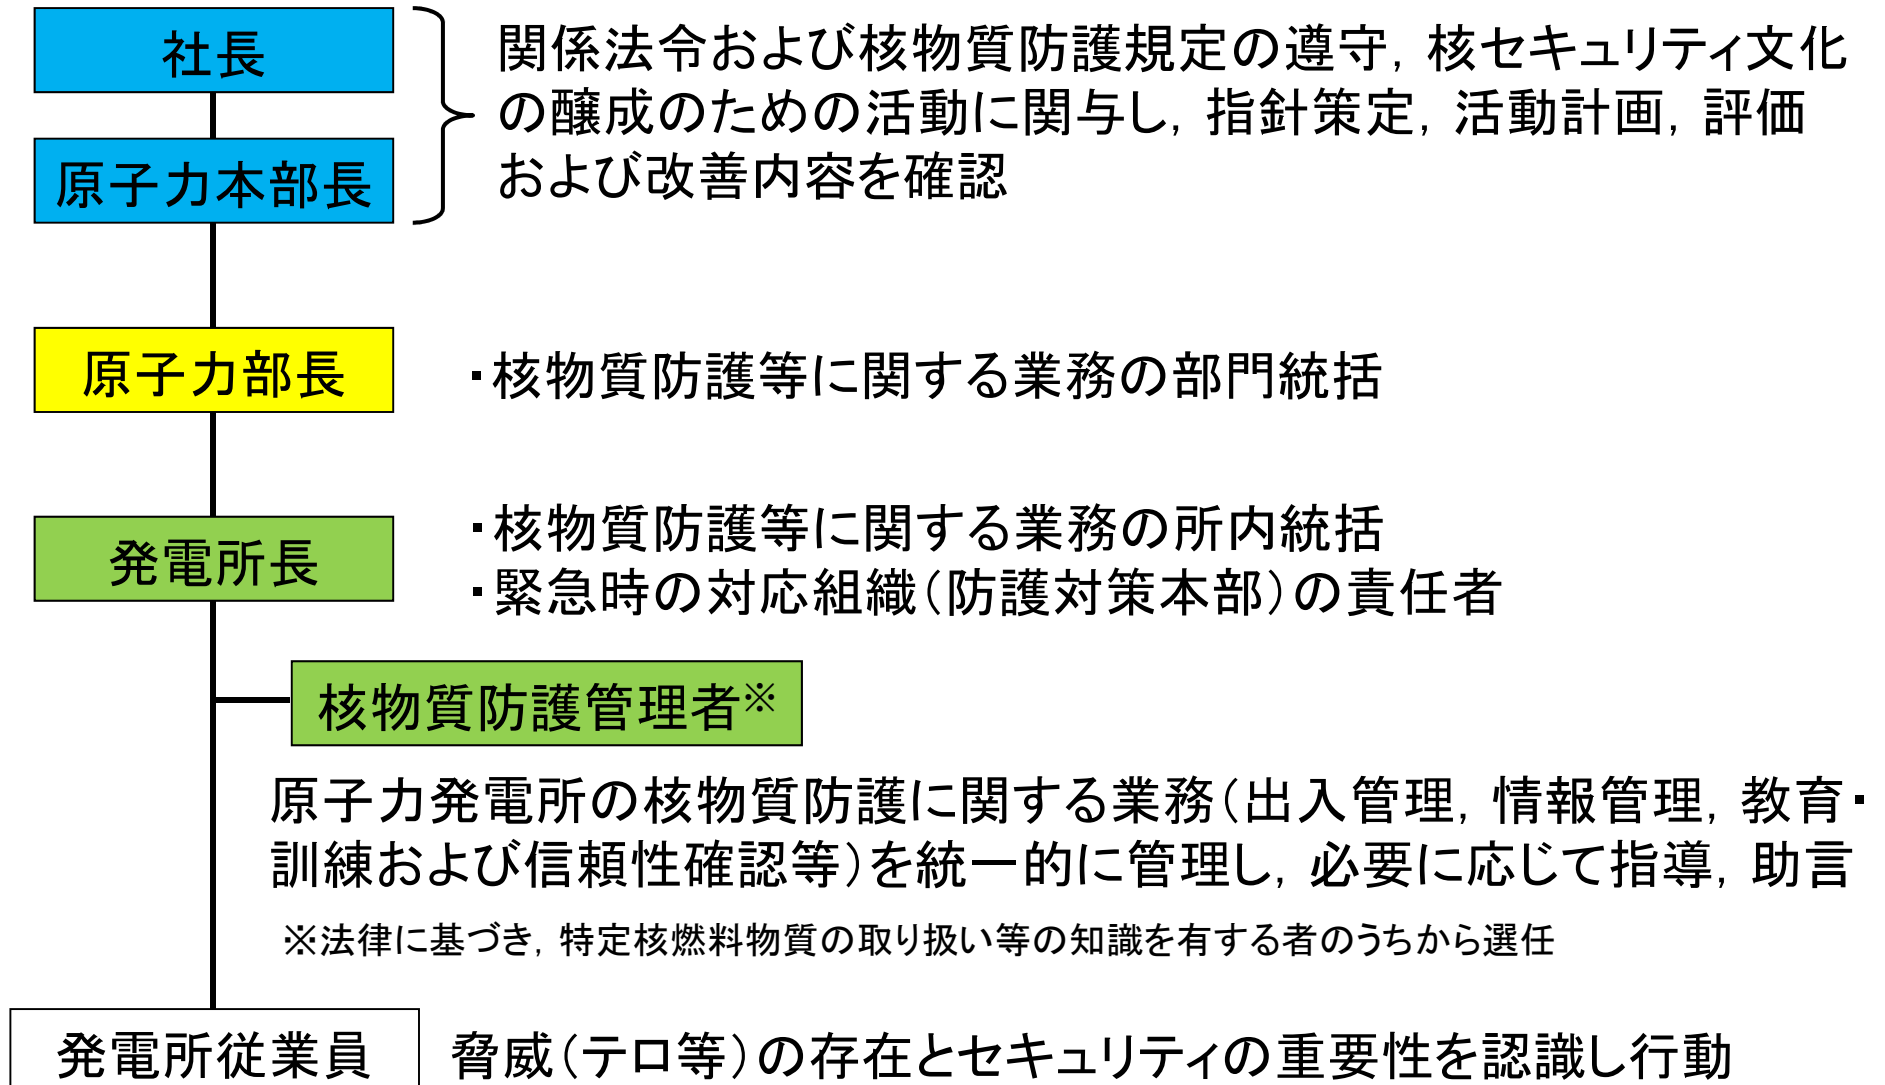 社長
関係法令および核物質防護規定の遵守，核セキュリティ文化
の醸成のための活動に関与し，指針策定，活動計画，評価
および改善内容を確認
原子力本部長
原子力部長
・核物質防護等に関する業務の部門統括
発電所長
・核物質防護等に関する業務の所内統括
・緊急時の対応組織（防護対策本部）の責任者
核物質防護管理者※
原子力発電所の核物質防護に関する業務（出入管理，情報管理，教育・
訓練および信頼性確認等）を統一的に管理し，必要に応じて指導，助言
※法律に基づき，特定核燃料物質の取り扱い等の知識を有する者のうちから選任
発電所従業員
脅威（テロ等）の存在とセキュリティの重要性を認識し行動